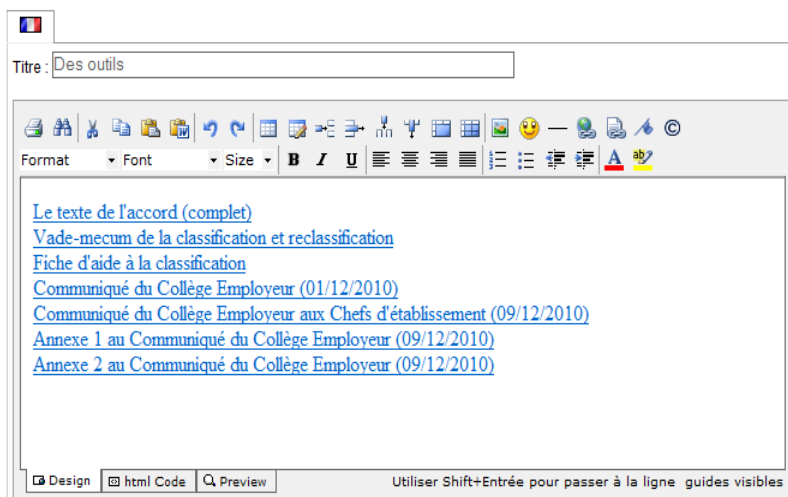 Titre : Des outils
Format Font Size B I U A ab
Le texte de l'accord (complet)
Vade-mecum de la classification et reclassification
Fiche d'aide à la classification
Communiqué du Collège Employeur (01/12/2010)
Communiqué du Collège Employeur aux Chefs d'établissement (09/12/2010)
Annexe 1 au Communiqué du Collège Employeur (09/12/2010)
Annexe 2 au Communiqué du Collège Employeur (09/12/2010)
Design html Code Preview Utiliser Shift+Entrée pour passer à la ligne guides visibles